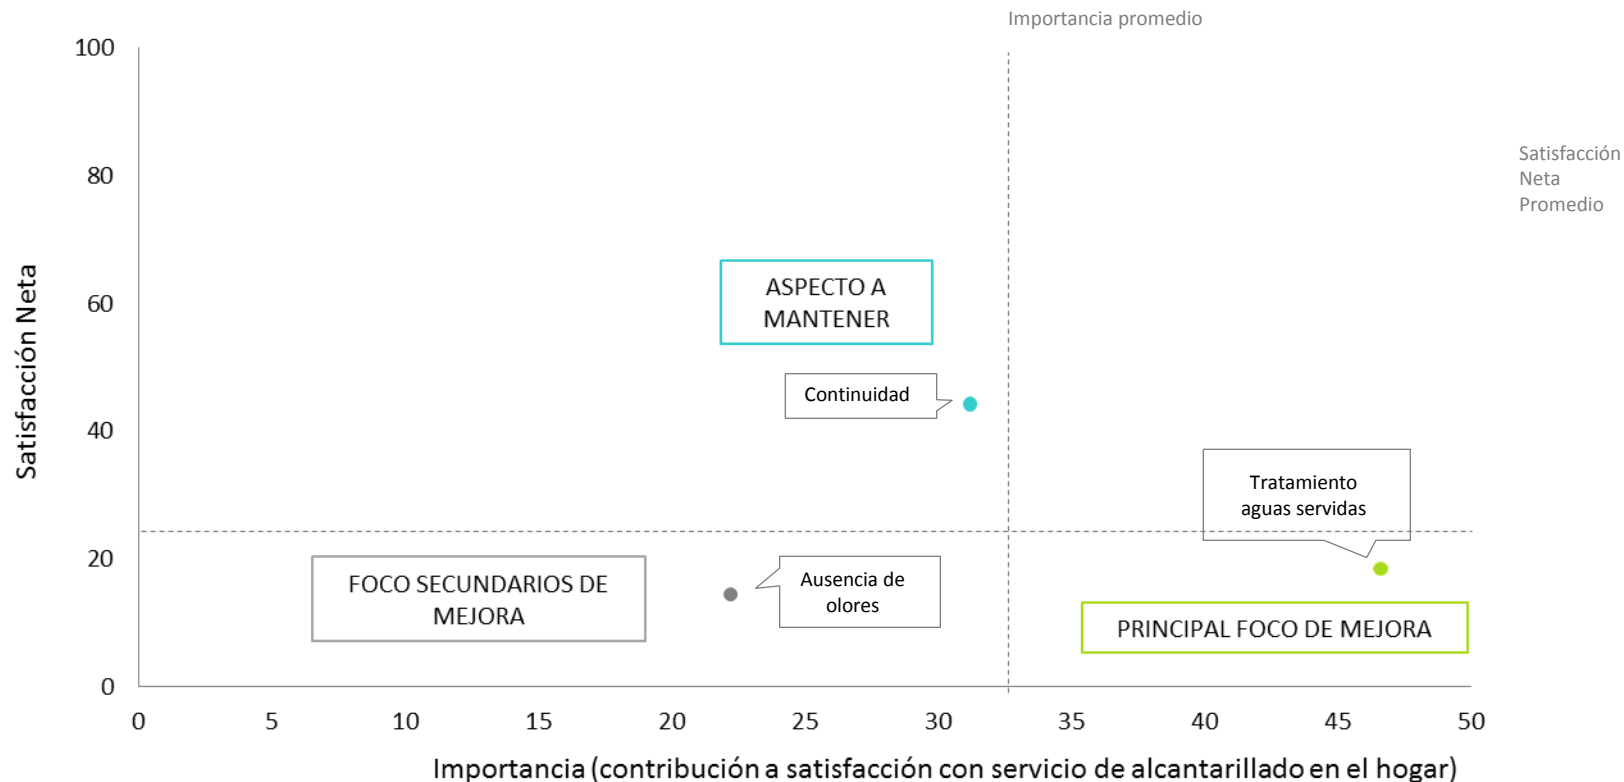 Importancia promedio
100
80
60
40
20
0
Satisfacción Neta
Satisfacción
Neta
Promedio
ASPECTO A
MANTENER
Continuidad
Tratamiento
aguas servidas
FOCO SECUNDARIOS DE
MEJORA
Ausencia de
olores
PRINCIPAL FOCO DE MEJORA
0 5 10 15 20 25 30 35 40 45 50
Importancia (contribución a satisfacción con servicio de alcantarillado en el hogar)